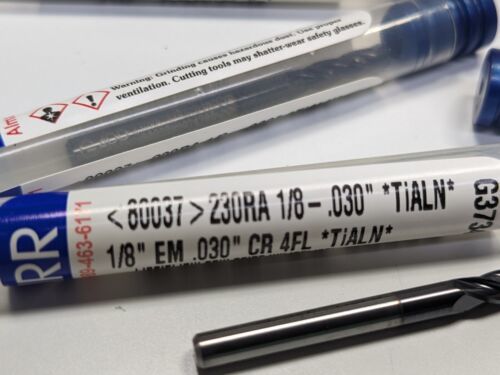 Warning: Grinding causes hazardous dust. Use proper
ventilation. Cutting tools may shatter-wear safety glasses.
RR
<80037>230RA 1/8-.030" *TiALN*
1/8" EM .030" CR 4FL *TiALN*
G373